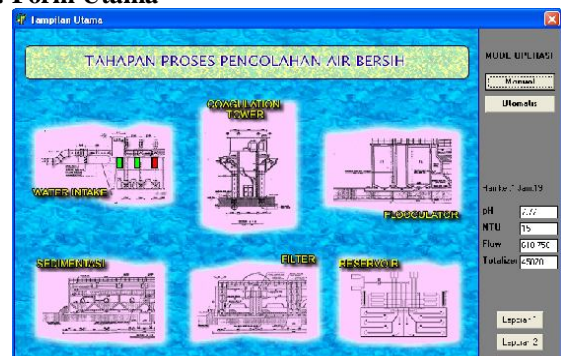 Form Utama
Tampilan Utama
TAHAPAN PROSES PENGOLAHAN AIR BERSIH
MODE OPERASI
Manual
Otomatis
COAGULATION
TOWER
WATER INTAKE
FLOCCULATOR
pH
NTU 15
Flow
Totalizer 45020
SEDIMENTASI
FILTER
RESERVOIR
Laporan 1
Laporan 2